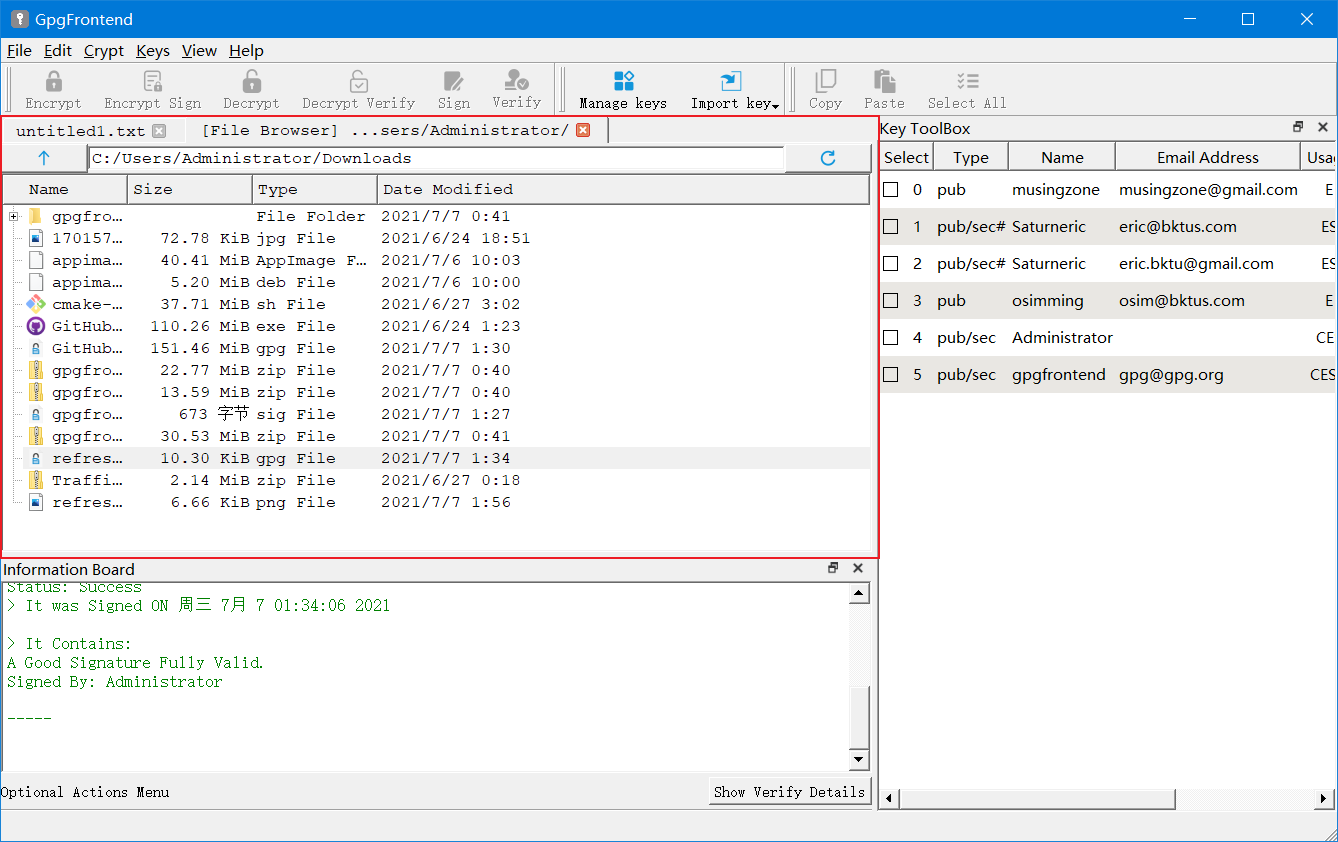 GpgFrontend
File Edit Crypt Keys View Help
Encrypt Encrypt Sign Decrypt Decrypt Verify Sign Verify Manage keys Import key Copy Paste Select All
untitled1.txt [File Browser] ...sers/Administrator/
C:/Users/Administrator/Downloads
Name Size Type Date Modified
gpgfro... File Folder 2021/7/7 0:41
170157... 72.78 KiB jpg File 2021/6/24 18:51
appima... 40.41 MiB AppImage F... 2021/7/6 10:03
appima... 5.20 MiB deb File 2021/7/6 10:00
cmake-... 37.71 MiB sh File 2021/6/27 3:02
GitHub... 110.26 MiB exe File 2021/6/24 1:23
GitHub... 151.46 MiB gpg File 2021/7/7 1:30
gpgfro... 22.77 MiB zip File 2021/7/7 0:40
gpgfro... 13.59 MiB zip File 2021/7/7 0:40
gpgfro... 673 字节 sig File 2021/7/7 1:27
gpgfro... 30.53 MiB zip File 2021/7/7 0:41
refres... 10.30 KiB gpg File 2021/7/7 1:34
Traffi... 2.14 MiB zip File 2021/6/27 0:18
refres... 6.66 KiB png File 2021/7/7 1:56
Information Board
Status: Success
> It was Signed ON 周三 7月 7 01:34:06 2021
> It Contains:
A Good Signature Fully Valid.
Signed By: Administrator
-----
Optional Actions Menu Show Verify Details
Key ToolBox
Select Type Name Email Address Usag
0 pub musingzone musingzone@gmail.com E
1 pub/sec# Saturneric eric@bktus.com ES
2 pub/sec# Saturneric eric.bktu@gmail.com ES
3 pub osimming osim@bktus.com E
4 pub/sec Administrator CE
5 pub/sec gpgfrontend gpg@gpg.org CES